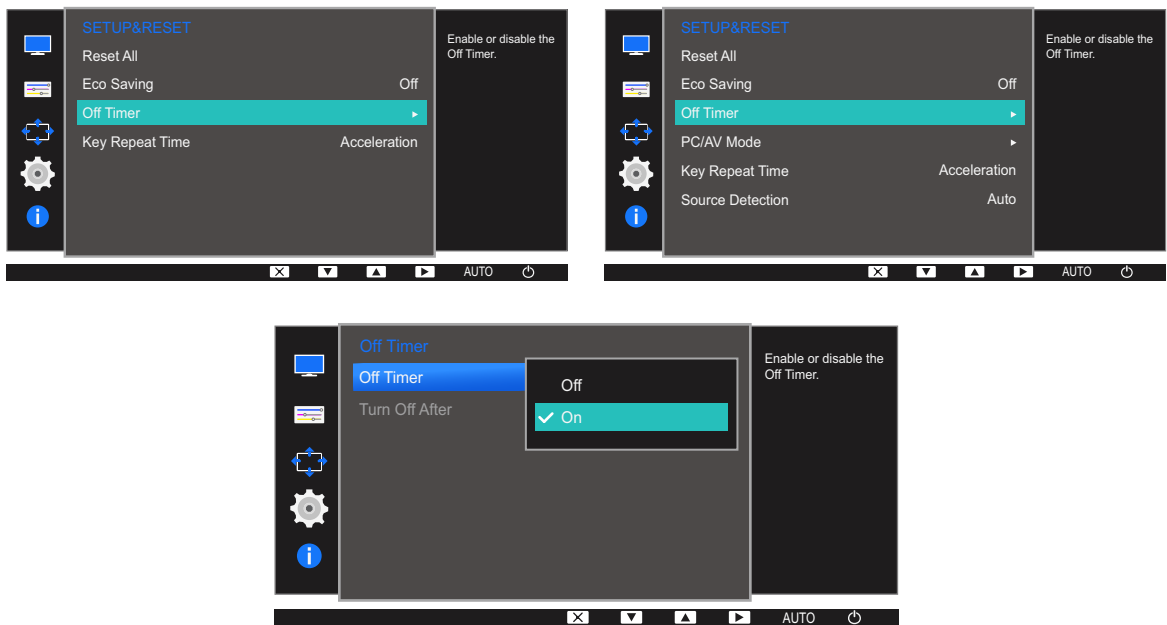 SETUP&RESET
Reset All
Eco Saving Off
Off Timer
Key Repeat Time Acceleration
Enable or disable the
Off Timer.
AUTO
SETUP&RESET
Reset All
Eco Saving Off
Off Timer
PC/AV Mode
Key Repeat Time Acceleration
Source Detection Auto
Enable or disable the
Off Timer.
AUTO
Off Timer
Off Timer
Off
Turn Off After
On
Enable or disable the
Off Timer.
AUTO